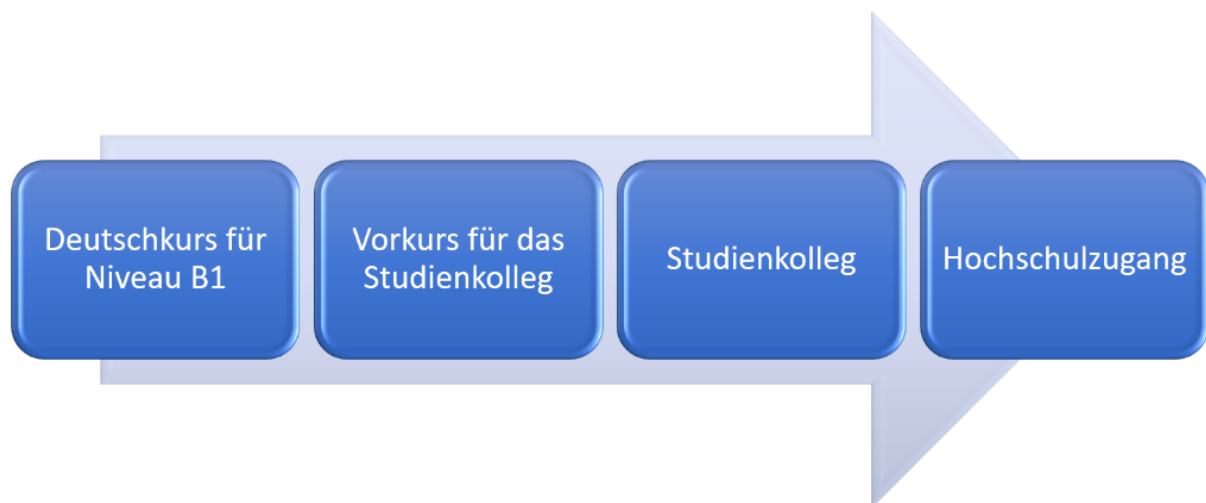 Deutschkurs für
Niveau B1
Vorkurs für das
Studienkolleg
Studienkolleg
Hochschulzugang